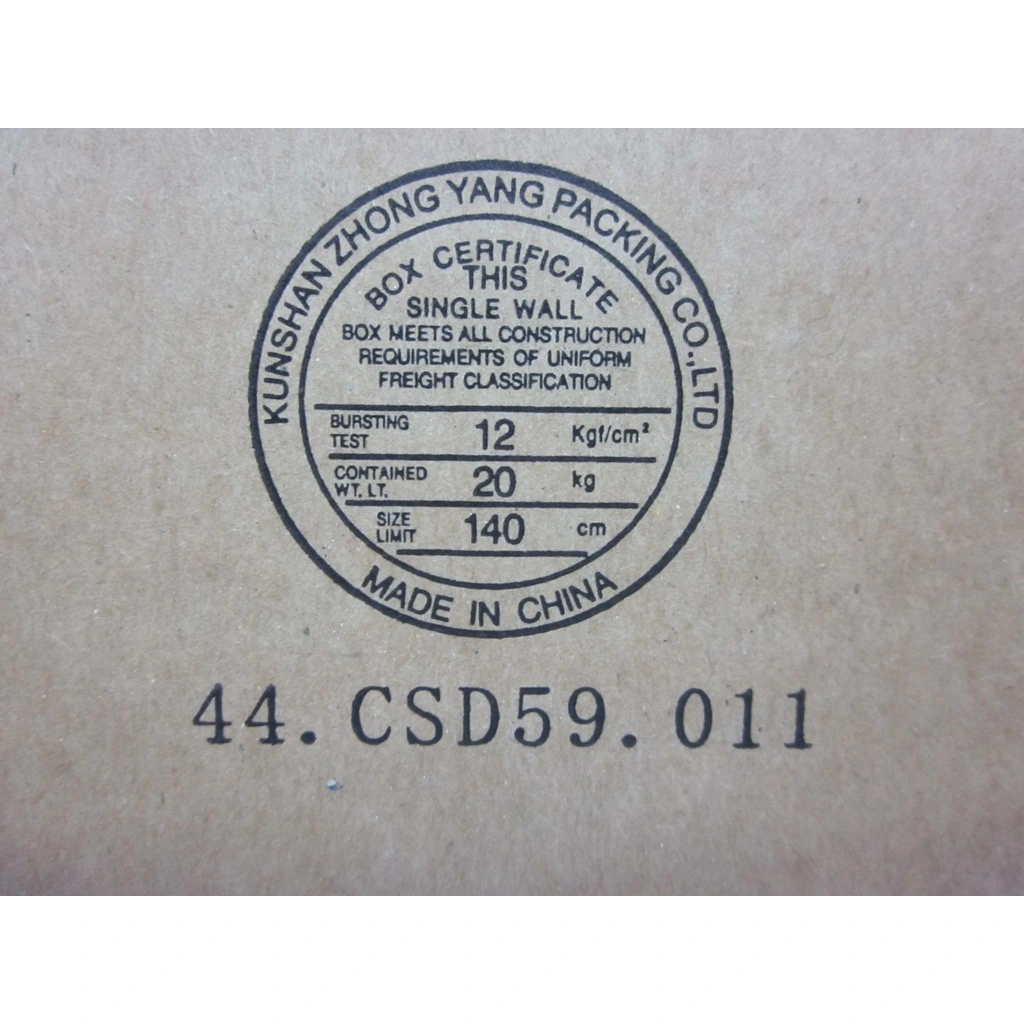 KUNSHAN ZHONG YANG PACKING CO.,LTD
BOX CERTIFICATE
THIS
SINGLE WALL
BOX MEETS ALL CONSTRUCTION
REQUIREMENTS OF UNIFORM
FREIGHT CLASSIFICATION
BURSTING TEST 12 Kgf/cm²
CONTAINED WT. LT. 20 kg
SIZE LIMIT 140 cm
MADE IN CHINA
44.CSD59.011